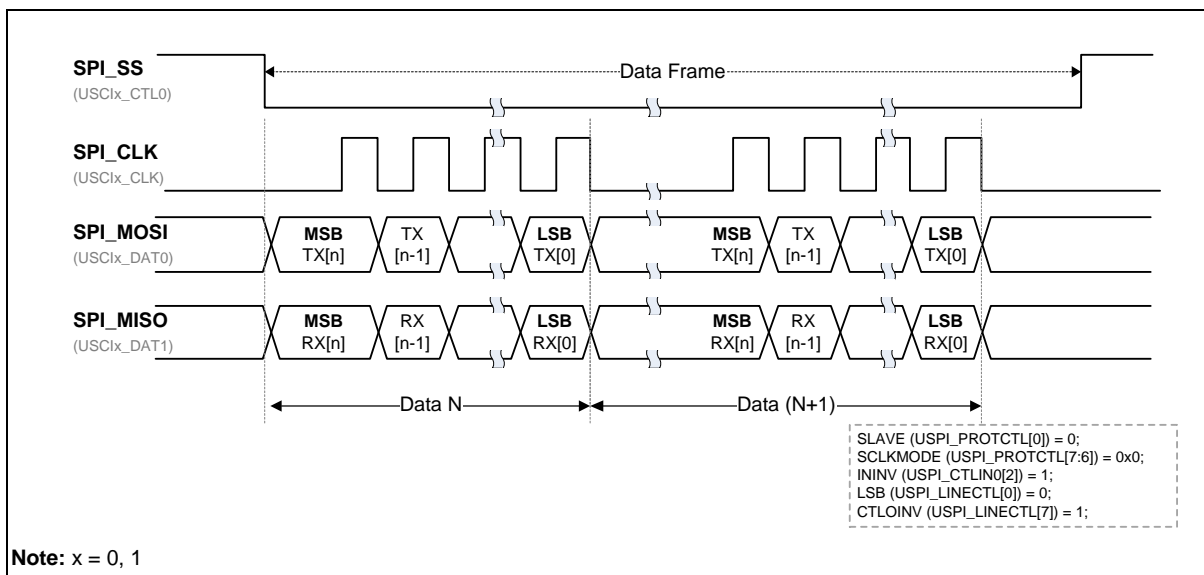 SPI_SS
(USCIx_CTL0)
Data Frame
SPI_CLK
(USCIx_CLK)
SPI_MOSI
(USCIx_DAT0)
MSB
TX[n]
TX
[n-1]
LSB
TX[0]
MSB
TX[n]
TX
[n-1]
LSB
TX[0]
SPI_MISO
(USCIx_DAT1)
MSB
RX[n]
RX
[n-1]
LSB
RX[0]
MSB
RX[n]
RX
[n-1]
LSB
RX[0]
Data N
Data (N+1)
SLAVE (USPI_PROTCTL[0]) = 0;
SCLKMODE (USPI_PROTCTL[7:6]) = 0x0;
ININV (USPI_CTLIN0[2]) = 1;
LSB (USPI_LINECTL[0]) = 0;
CTLOINV (USPI_LINECTL[7]) = 1;
Note: x = 0, 1